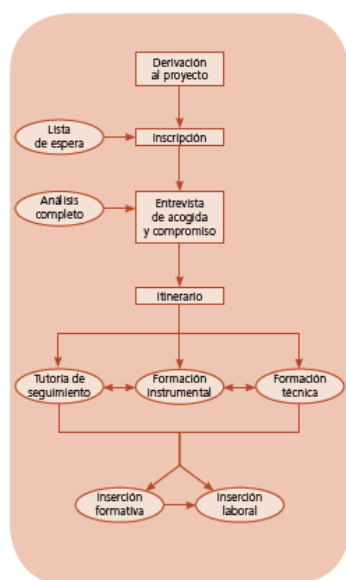 Derivación
al proyecto
Lista
de espera
Inscripción
Análisis
completo
Entrevista
de acogida
y compromiso
Itinerario
Tutoría de
seguimiento
Formación
instrumental
Formación
técnica
Inserción
formativa
Inserción
laboral